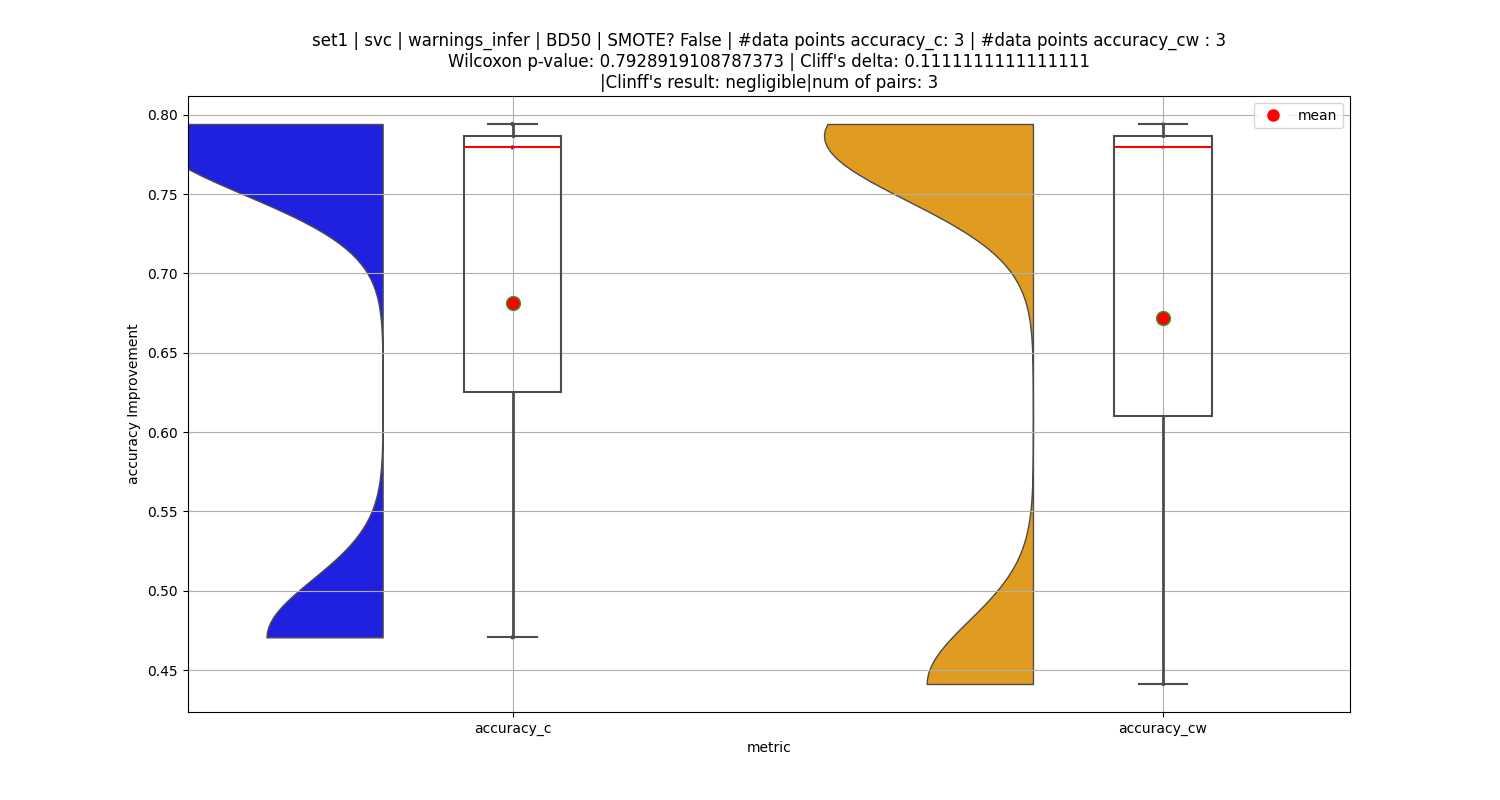 set1 | svc | warnings_infer | BD50 | SMOTE? False | #data points accuracy_c: 3 | #data points accuracy_cw : 3
Wilcoxon p-value: 0.7928919108787373 | Cliff's delta: 0.1111111111111111
|Clinff's result: negligible|num of pairs: 3
mean
0.80
0.75
0.70
0.65
0.60
0.55
0.50
0.45
accuracy Improvement
accuracy_c
accuracy_cw
metric